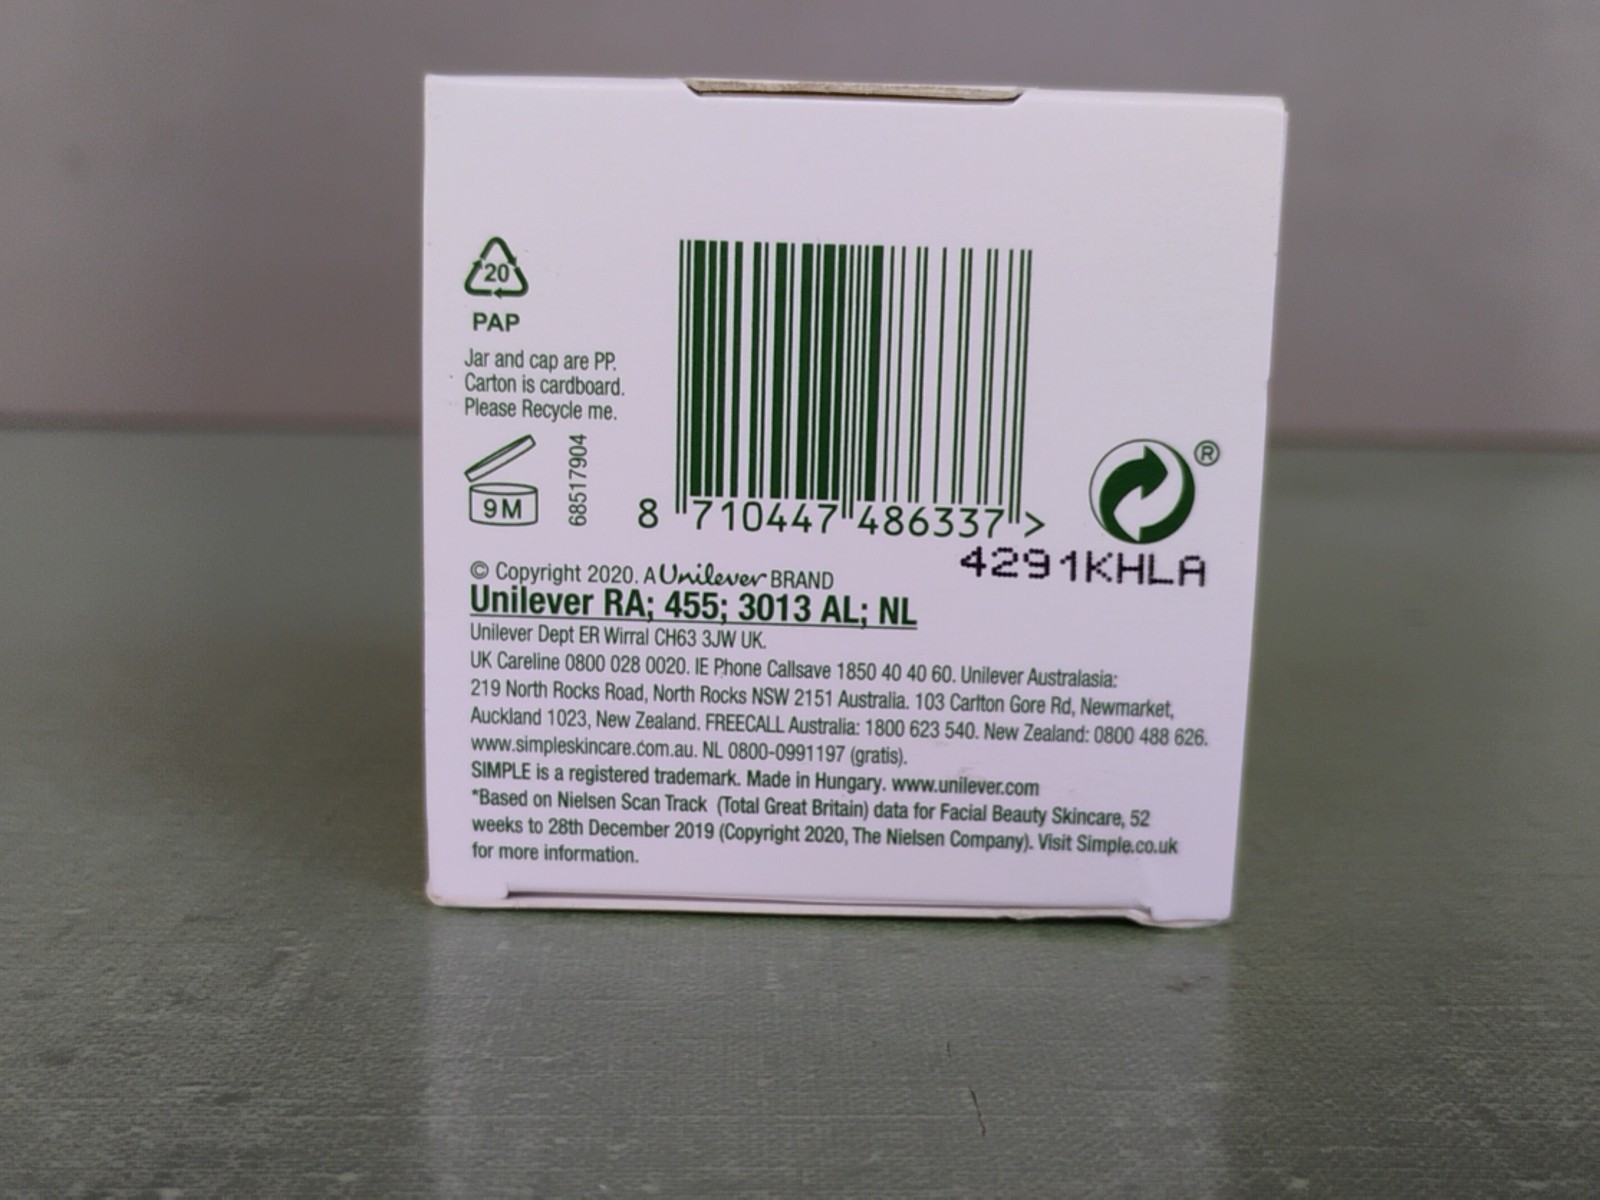 20
PAP
Jar and cap are PP.
Carton is cardboard.
Please Recycle me.
9M
68517904
8 710447 486337 >
®
4291KHLA
© Copyright 2020. A Unilever BRAND
Unilever RA; 455; 3013 AL; NL
Unilever Dept ER Wirral CH63 3JW UK.
UK Careline 0800 028 0020. IE Phone Callsave 1850 40 40 60. Unilever Australasia:
219 North Rocks Road, North Rocks NSW 2151 Australia. 103 Carlton Gore Rd, Newmarket,
Auckland 1023, New Zealand. FREECALL Australia: 1800 623 540. New Zealand: 0800 488 626.
www.simpleskincare.com.au. NL 0800-0991197 (gratis).
SIMPLE is a registered trademark. Made in Hungary. www.unilever.com
*Based on Nielsen Scan Track (Total Great Britain) data for Facial Beauty Skincare, 52
weeks to 28th December 2019 (Copyright 2020, The Nielsen Company). Visit Simple.co.uk
for more information.